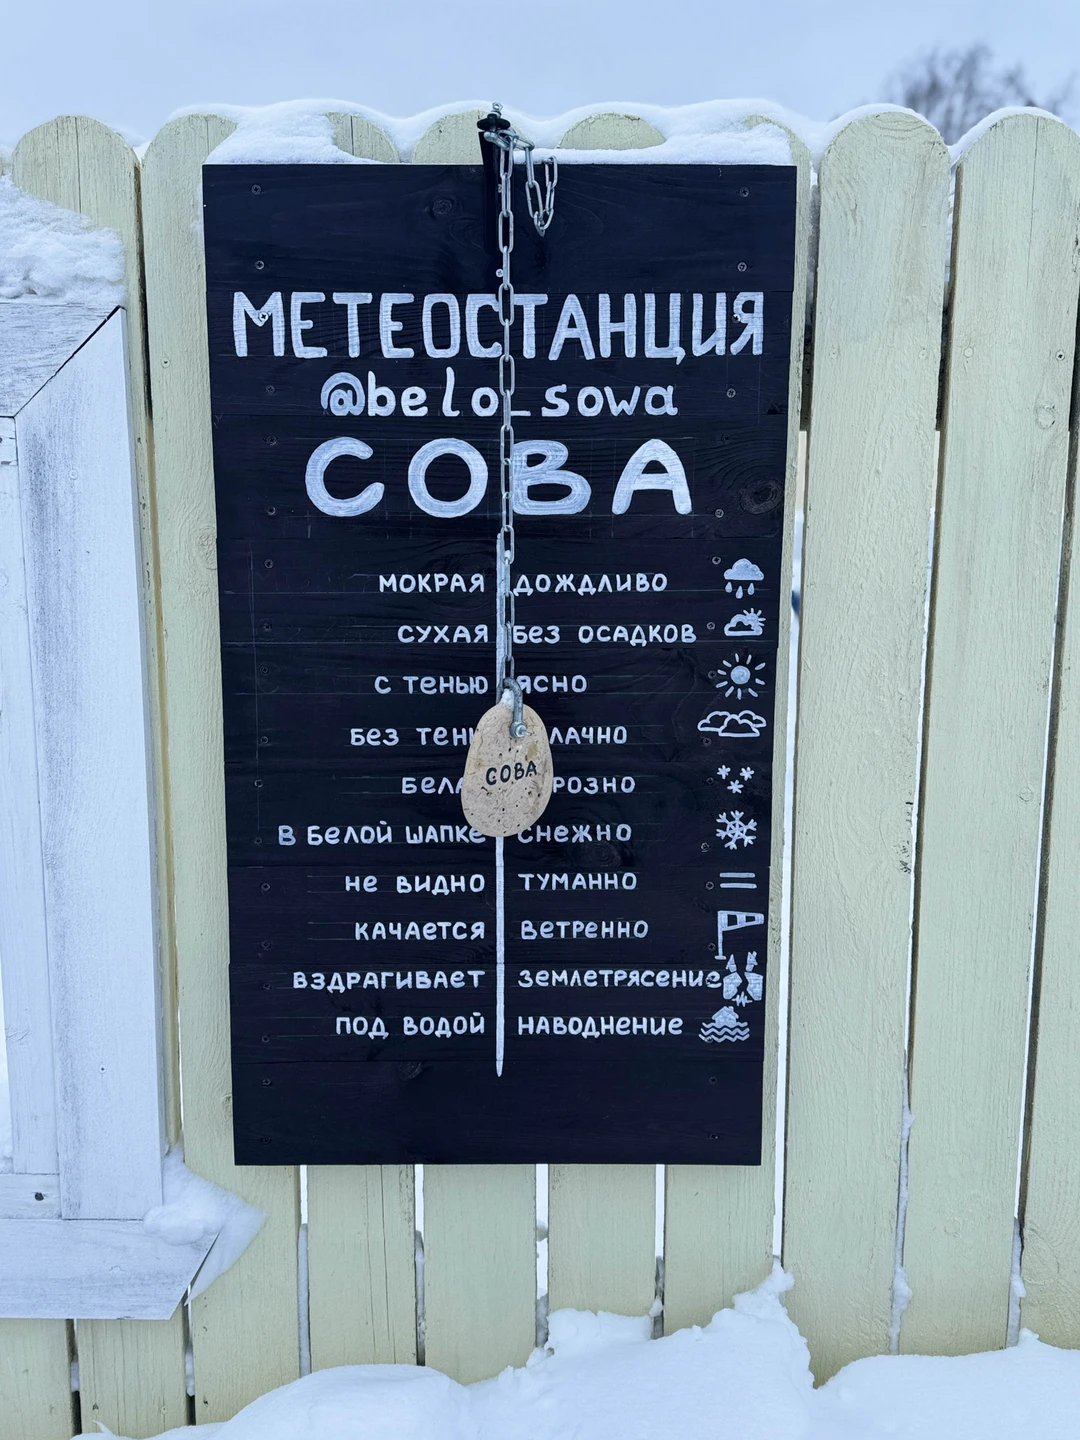 МЕТЕОСТАНЦИЯ
@belo_sowa
СОВА
мокрая дождливо
сухая без осадков
с тенью ясно
без
СОВА
в белой шапке снежно
не видно туманно
качается ветренно
вздрагивает землетрясение
под водой наводнение